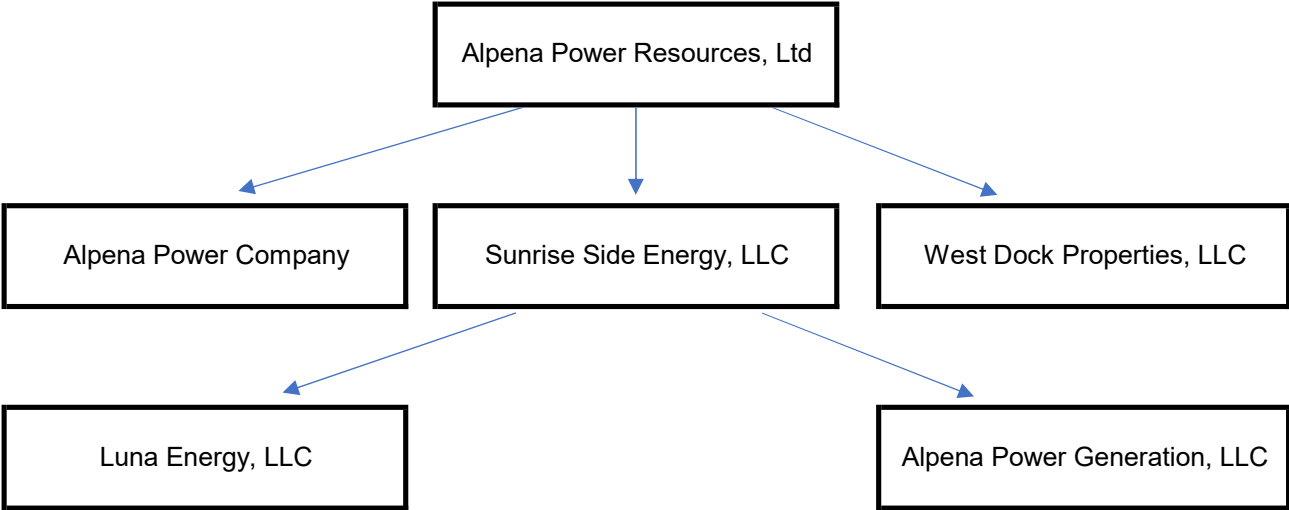 Alpena Power Resources, Ltd
Alpena Power Company
Sunrise Side Energy, LLC
West Dock Properties, LLC
Luna Energy, LLC
Alpena Power Generation, LLC